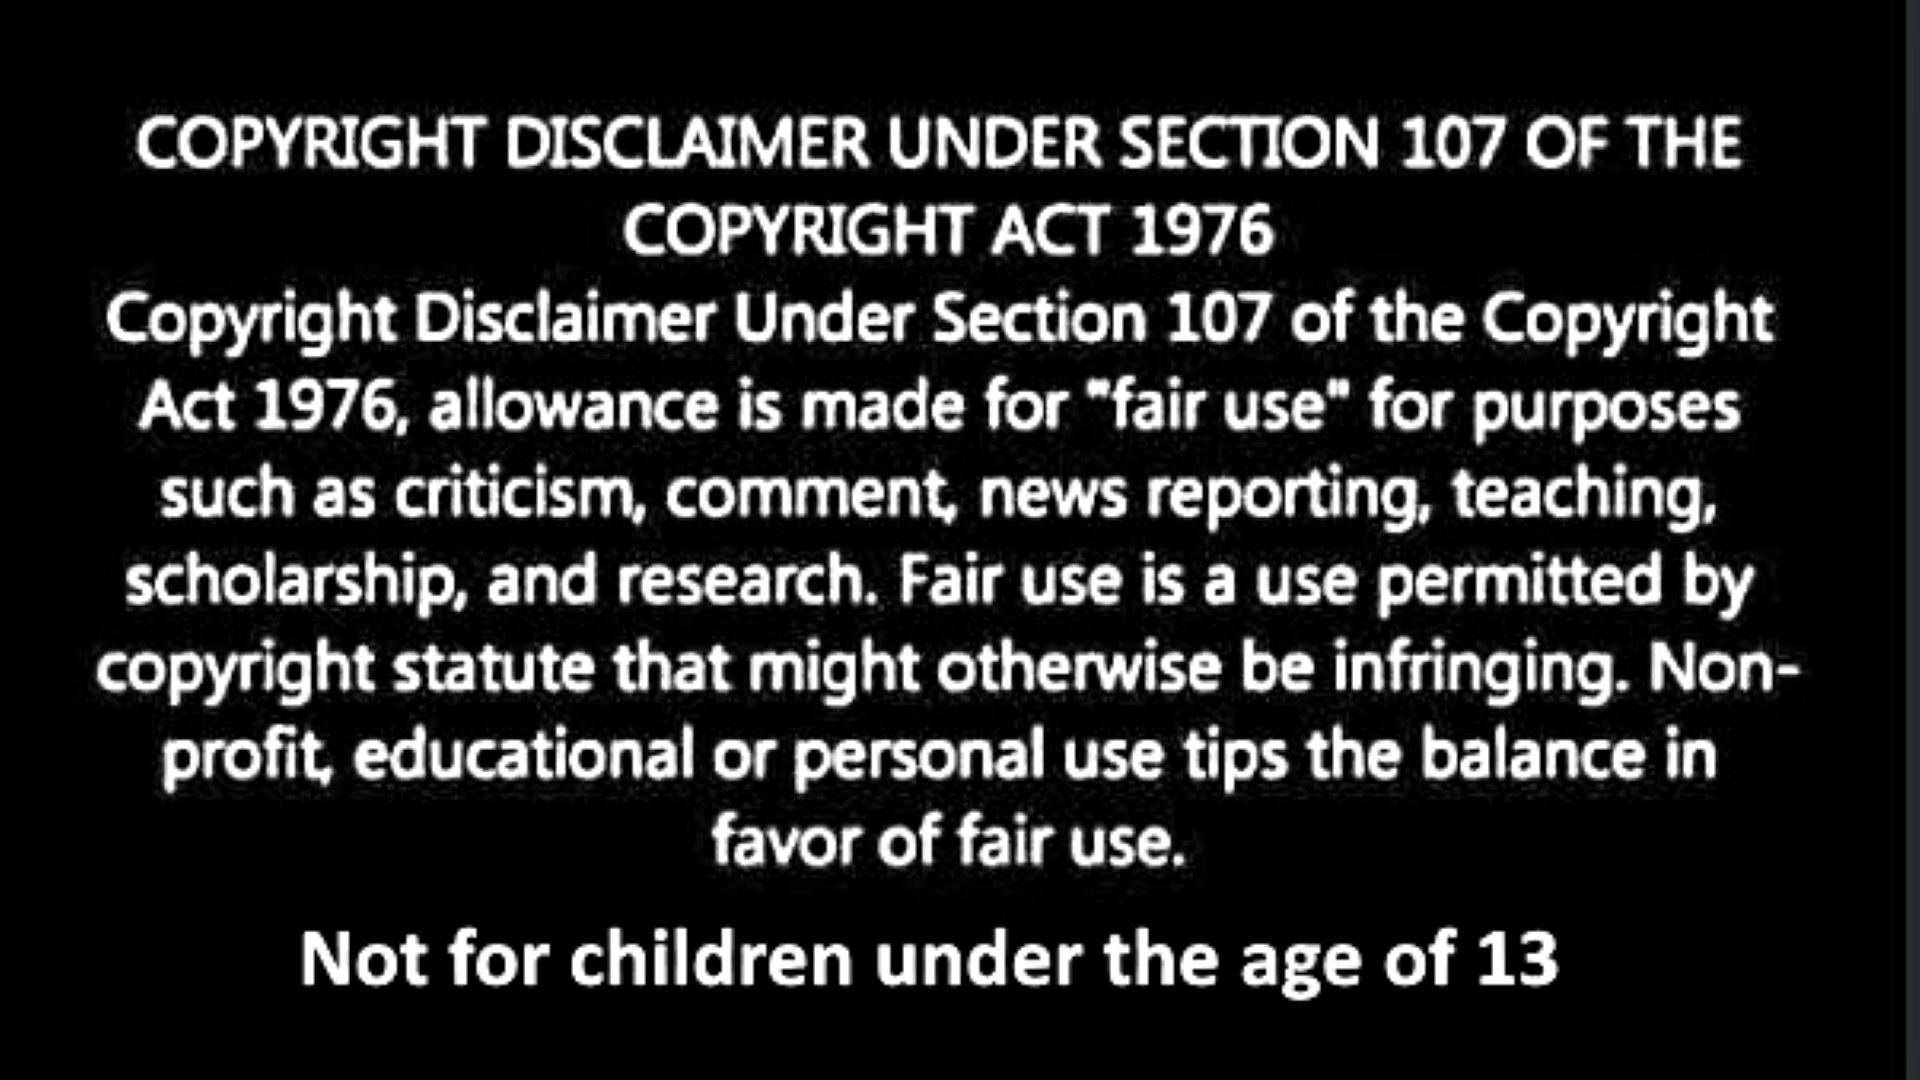 COPYRIGHT DISCLAIMER UNDER SECTION 107 OF THE
COPYRIGHT ACT 1976
Copyright Disclaimer Under Section 107 of the Copyright
Act 1976, allowance is made for "fair use" for purposes
such as criticism, comment, news reporting, teaching,
scholarship, and research. Fair use is a use permitted by
copyright statute that might otherwise be infringing. Non-
profit, educational or personal use tips the balance in
favor of fair use.
Not for children under the age of 13